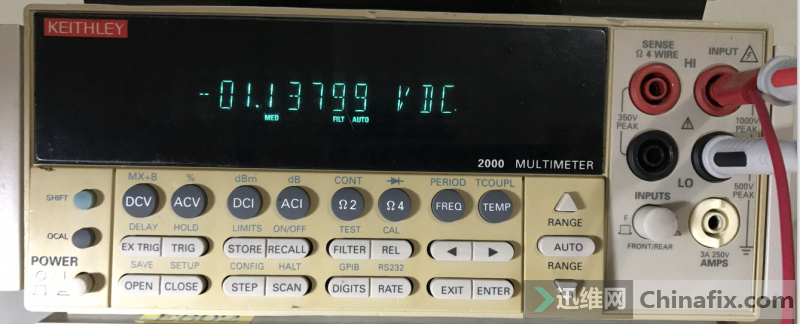 KEITHLEY
-01.13799 VDC
MED FILT AUTO
2000 MULTIMETER
SENSE
Ω 4 WIRE
INPUT
HI
350V
PEAK
1000V
PEAK
LO
500V
PEAK
INPUTS
F
R
FRONT/REAR
3A 250V
AMPS
MX+B % dBm dB CONT PERIOD TCOUPL
SHIFT
DCV ACV DCI ACI Ω2 Ω4 FREQ TEMP
DELAY HOLD LIMITS ON/OFF TEST CAL
OCAL
EX TRIG TRIG STORE RECALL FILTER REL
RANGE
AUTO
RANGE
POWER
SAVE SETUP CONFIG HALT GPIB RS232
OPEN CLOSE STEP SCAN DIGITS RATE EXIT ENTER
迅维网 Chinafix.com